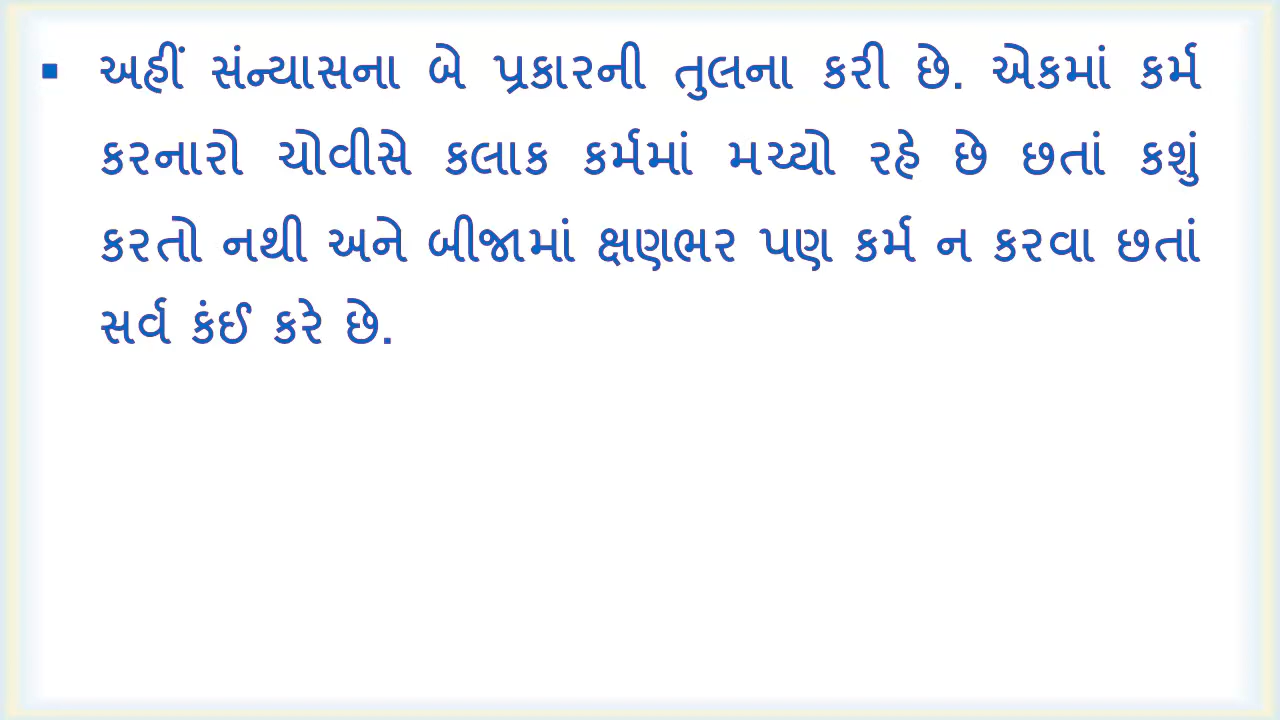 ▪ અહીં સંન્યાસના બે પ્રકારની તુલના કરી છે. એકમાં કર્મ
કરનારો ચોવીસે કલાક કર્મમાં મચ્યો રહે છે છતાં કશું
કરતો નથી અને બીજામાં ક્ષણભર પણ કર્મ ન કરવા છતાં
સર્વ કંઈ કરે છે.